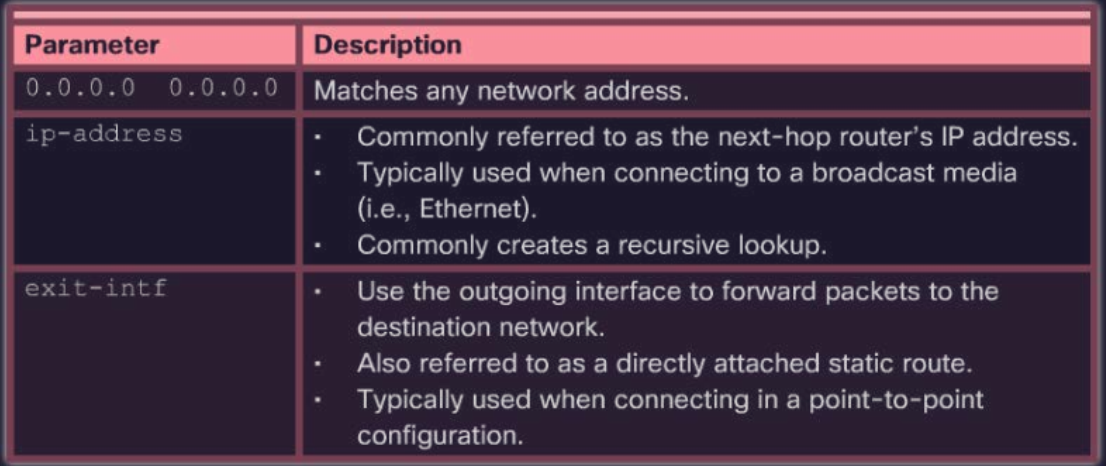 Parameter Description
0.0.0.0 0.0.0.0 Matches any network address.
ip-address
· Commonly referred to as the next-hop router's IP address.
· Typically used when connecting to a broadcast media
(i.e., Ethernet).
· Commonly creates a recursive lookup.
exit-intf
· Use the outgoing interface to forward packets to the
destination network.
· Also referred to as a directly attached static route.
· Typically used when connecting in a point-to-point
configuration.